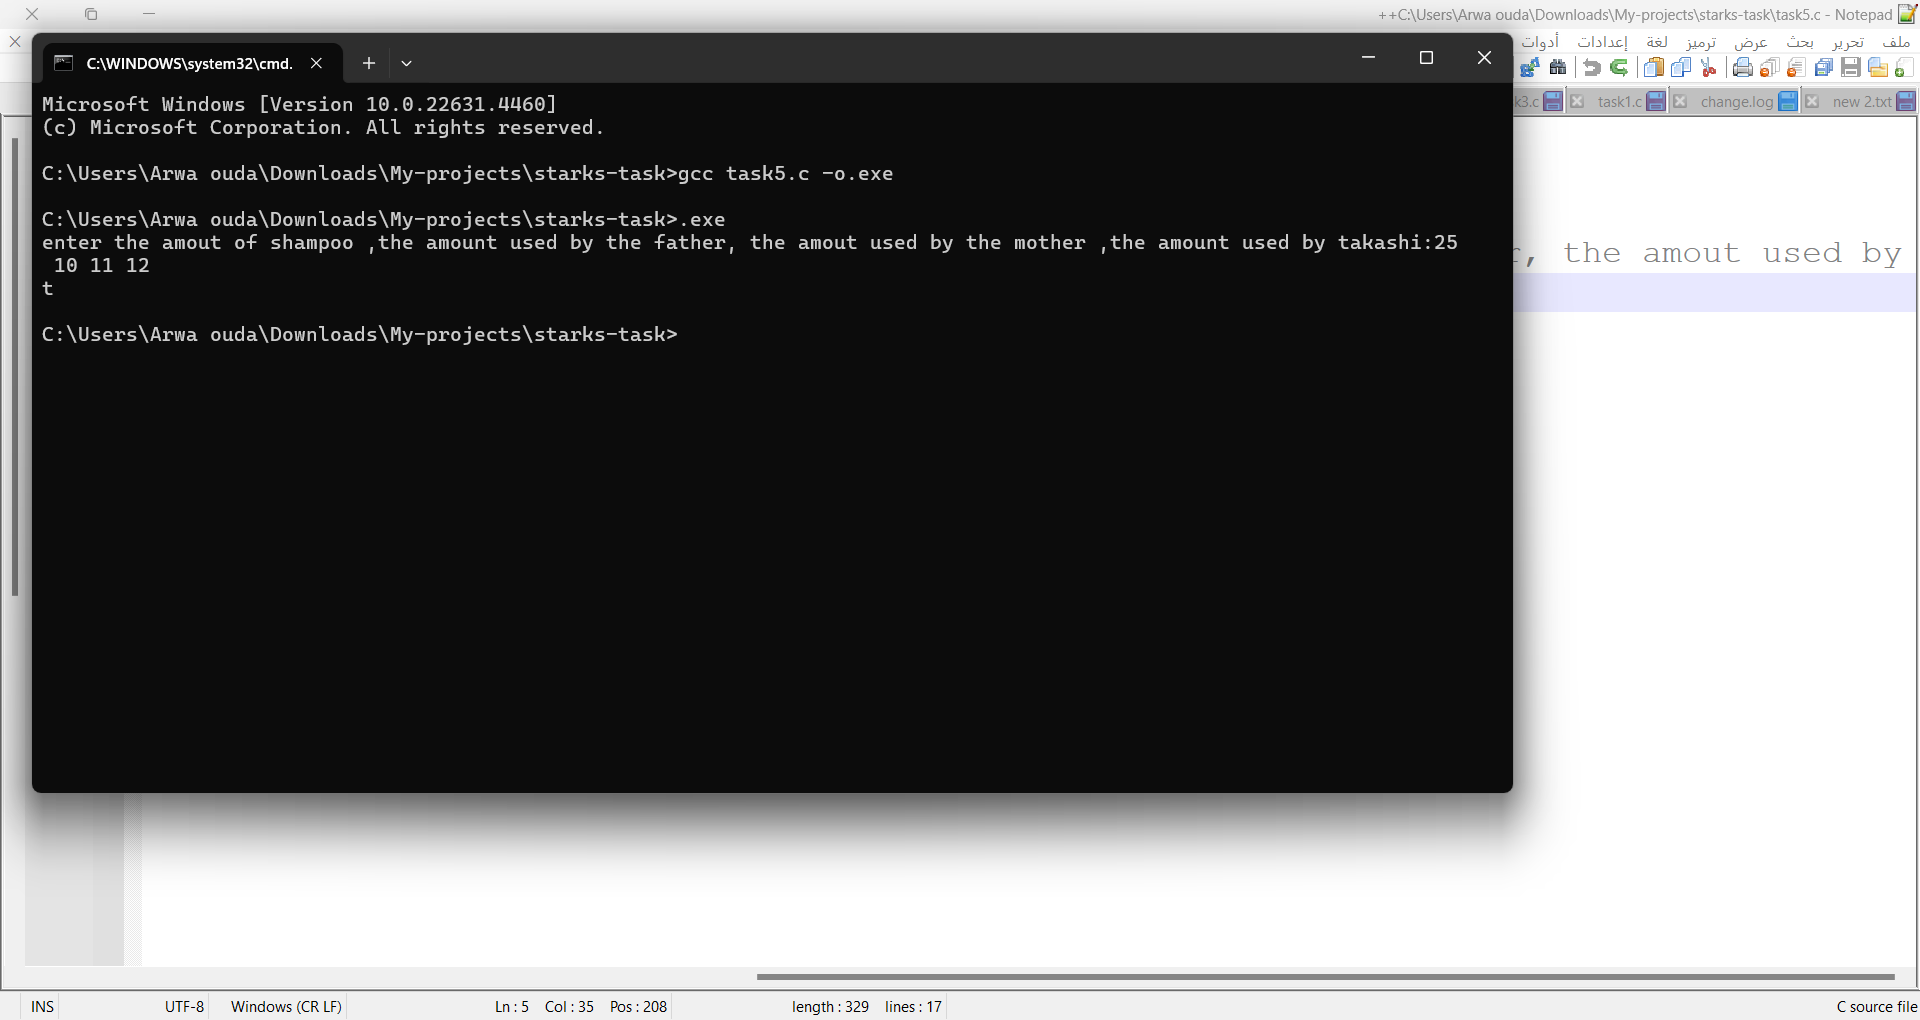 ++C:\Users\Arwa ouda\Downloads\My-projects\starks-task\task5.c - Notepad
ملف تحرير بحث عرض ترميز لغة إعدادات أدوات
k3.c task1.c change.log new 2.txt
C:\WINDOWS\system32\cmd.
Microsoft Windows [Version 10.0.22631.4460]
(c) Microsoft Corporation. All rights reserved.
C:\Users\Arwa ouda\Downloads\My-projects\starks-task>gcc task5.c -o.exe
C:\Users\Arwa ouda\Downloads\My-projects\starks-task>.exe
enter the amout of shampoo ,the amount used by the father, the amout used by the mother ,the amount used by takashi:25
10 11 12
t
C:\Users\Arwa ouda\Downloads\My-projects\starks-task>
r, the amout used by
INS UTF-8 Windows (CR LF) Ln : 5 Col : 35 Pos : 208 length : 329 lines : 17 C source file